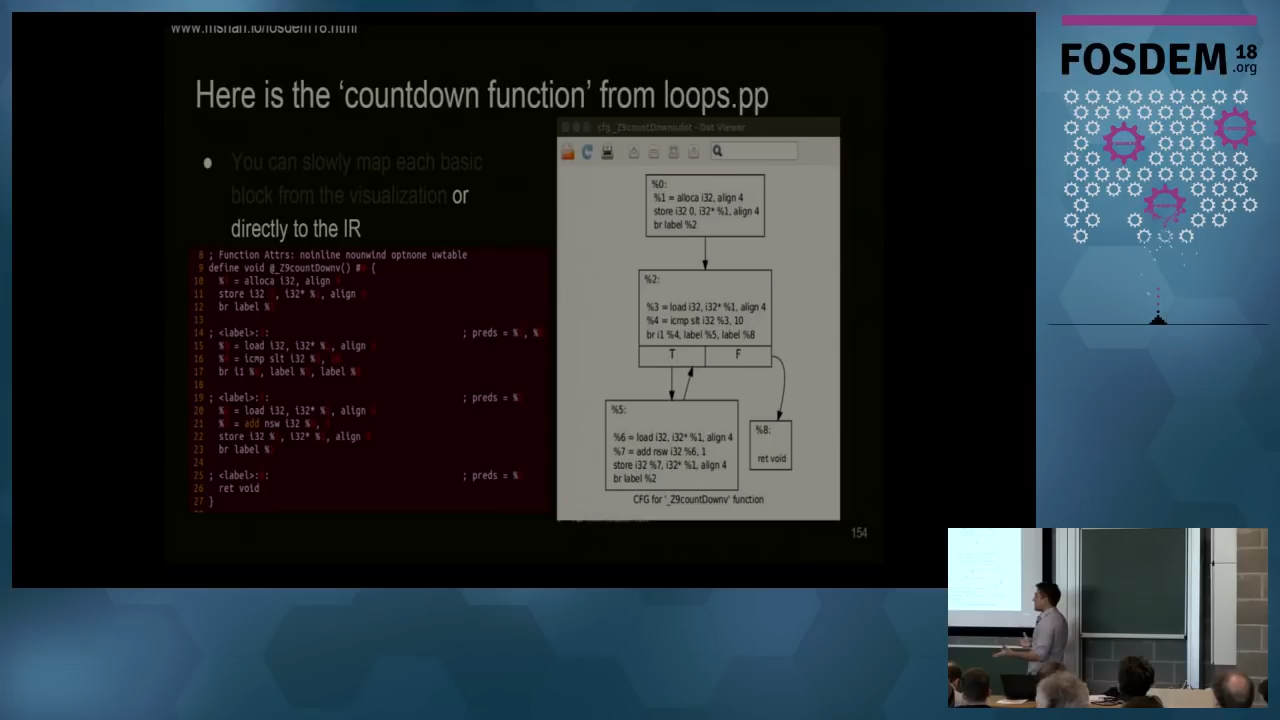 www.mshah.io/fosdem18.html
FOSDEM 18
.org
Here is the ‘countdown function’ from loops.pp
● You can slowly map each basic
block from the visualization or
directly to the IR
8 ; Function Attrs: noinline nounwind optnone uwtable
9 define void @_Z9countDownv() # {
10 % = alloca i32, align
11 store i32 , i32* % , align
12 br label %
13
14 ; <label>: : ; preds = % , %
15 % = load i32, i32* % , align
16 % = icmp slt i32 % ,
17 br i1 % , label % , label %
18
19 ; <label>: : ; preds = %
20 % = load i32, i32* % , align
21 % = add nsw i32 % ,
22 store i32 % , i32* % , align
23 br label %
24
25 ; <label>: : ; preds = %
26 ret void
27 }
cfg _Z9countDownv.dot - Dot Viewer
%0:
%1 = alloca i32, align 4
store i32 0, i32* %1, align 4
br label %2
%2:
%3 = load i32, i32* %1, align 4
%4 = icmp slt i32 %3, 10
br i1 %4, label %5, label %8
T F
%5:
%6 = load i32, i32* %1, align 4
%7 = add nsw i32 %6, 1
store i32 %7, i32* %1, align 4
br label %2
%8:
ret void
CFG for '_Z9countDownv' function
154